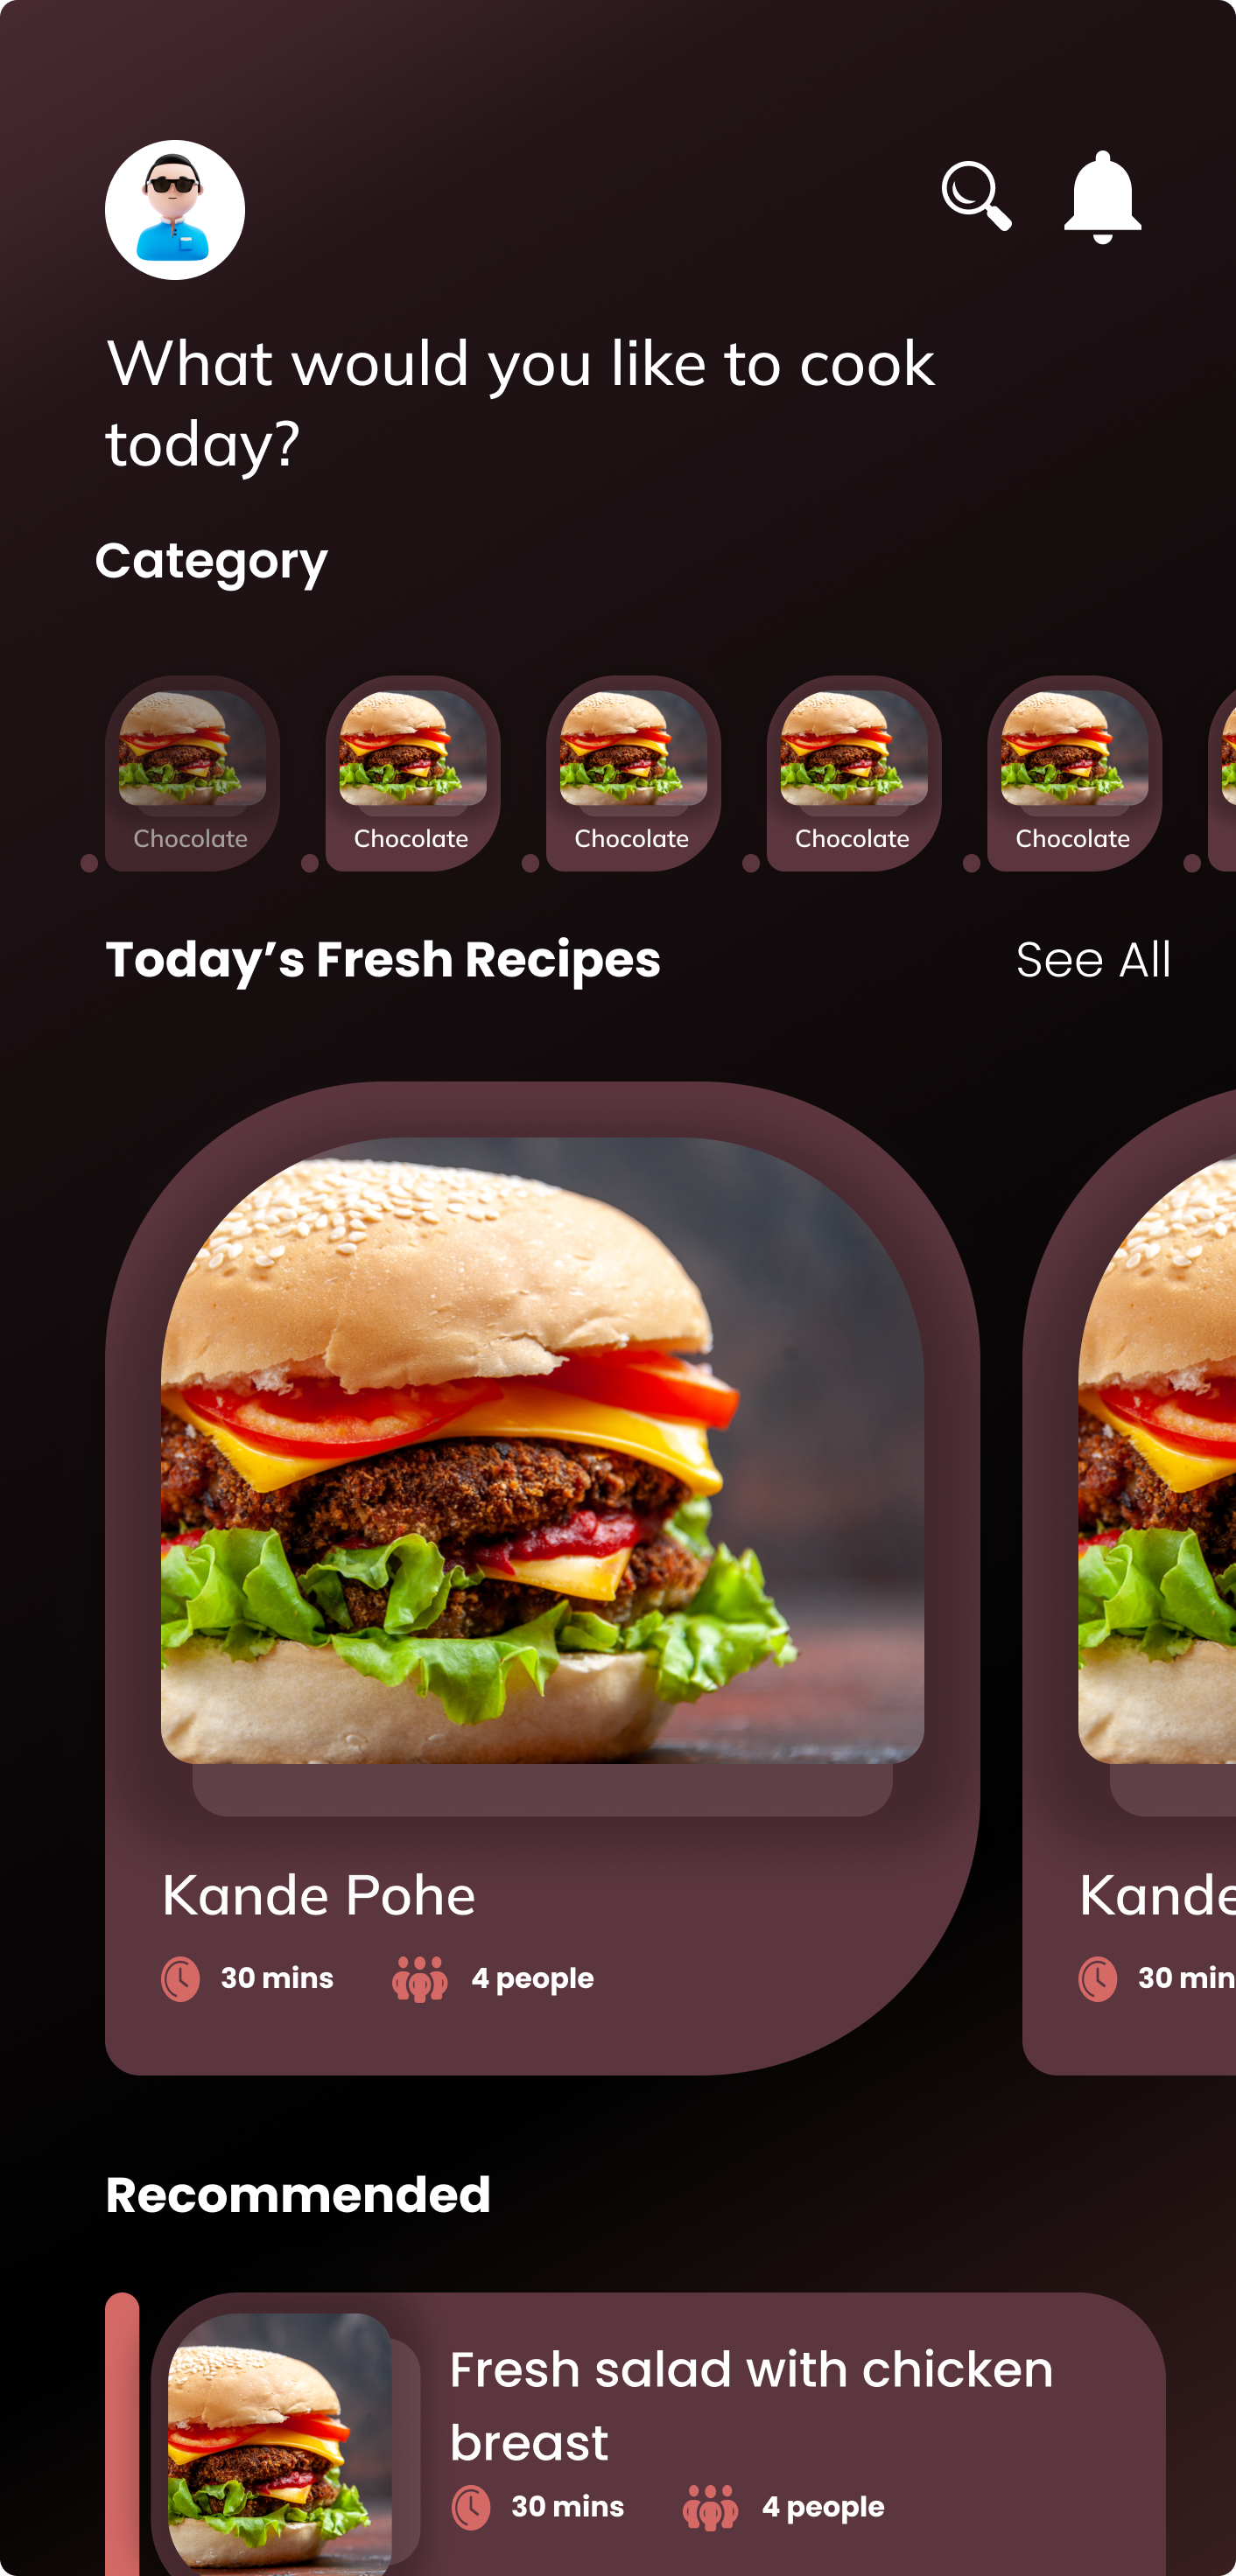 What would you like to cook
today?
Category
Chocolate Chocolate Chocolate Chocolate Chocolate
Today’s Fresh Recipes See All
Kande Pohe Kande
30 mins 4 people 30 min
Recommended
Fresh salad with chicken
breast
30 mins 4 people